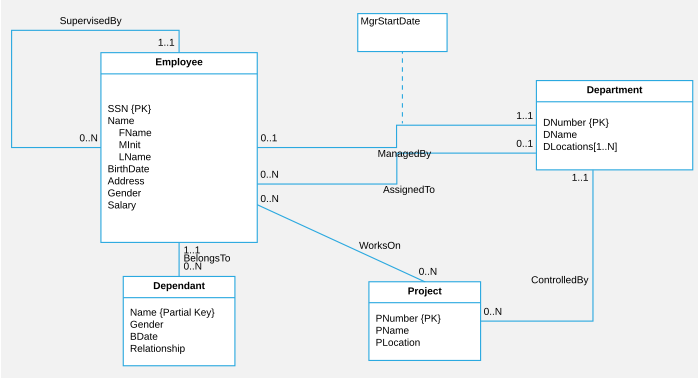 SupervisedBy
MgrStartDate
1..1
Employee
SSN {PK}
Name
FName
MInit
LName
BirthDate
Address
Gender
Salary
0..N
0..1
0..N
0..N
ManagedBy
AssignedTo
1..1
0..1
Department
DNumber {PK}
DName
DLocations[1..N]
1..1
1..1
BelongsTo
0..N
WorksOn
0..N
ControlledBy
0..N
Dependant
Name {Partial Key}
Gender
BDate
Relationship
Project
PNumber {PK}
PName
PLocation